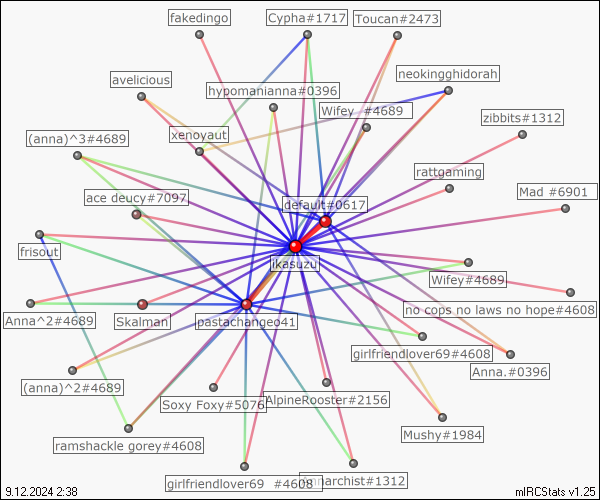 fakedingo
Cypha#1717
Toucan#2473
neokingghidorah
avelicious
hypomanianna#0396
Wifey_#4689
zibbits#1312
(anna)^3#4689
xenoyaut
rattgaming
Mad_#6901
ace deucy#7097
default#0617
frisout
ikasuzu
Wifey#4689
no cops no laws no hope#4608
Anna^2#4689
Skalman
pastachangeo41
girlfriendlover69#4608
Anna.#0396
(anna)^2#4689
Soxy Foxy#5076
AlpineRooster#2156
Mushy#1984
ramshackle gorey#4608
girlfriendlover69_#4608
#1312
9.12.2024 2:38
mIRCStats v1.25